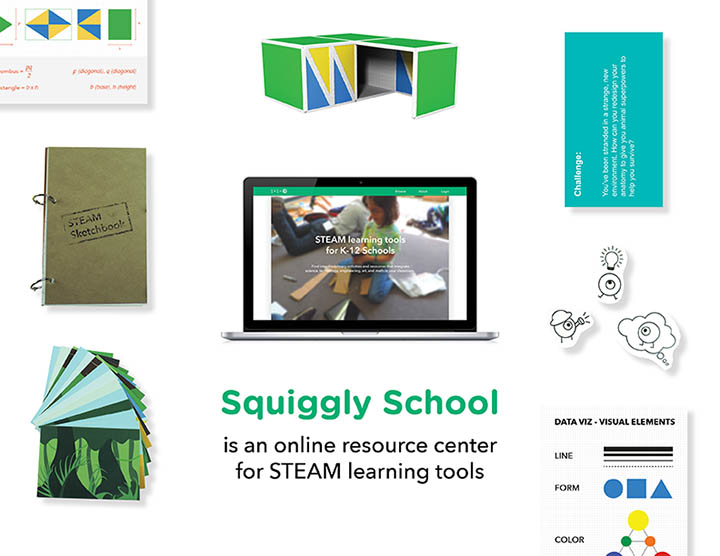 rhombus = pq
2
p (diagonal), q (diagonal)
rectangle = b x h
b (base), h (height)
STEAM
Sketchbook
Browse
About
Login
STEAM learning tools
for K-12 Schools
Challenge:
You've been stranded in a strange, new
environment. How can you redesign your
anatomy to give you animal superpowers to
help you survive?
Squiggly School
is an online resource center
for STEAM learning tools
DATA VIZ - VISUAL ELEMENTS
LINE
FORM
COLOR